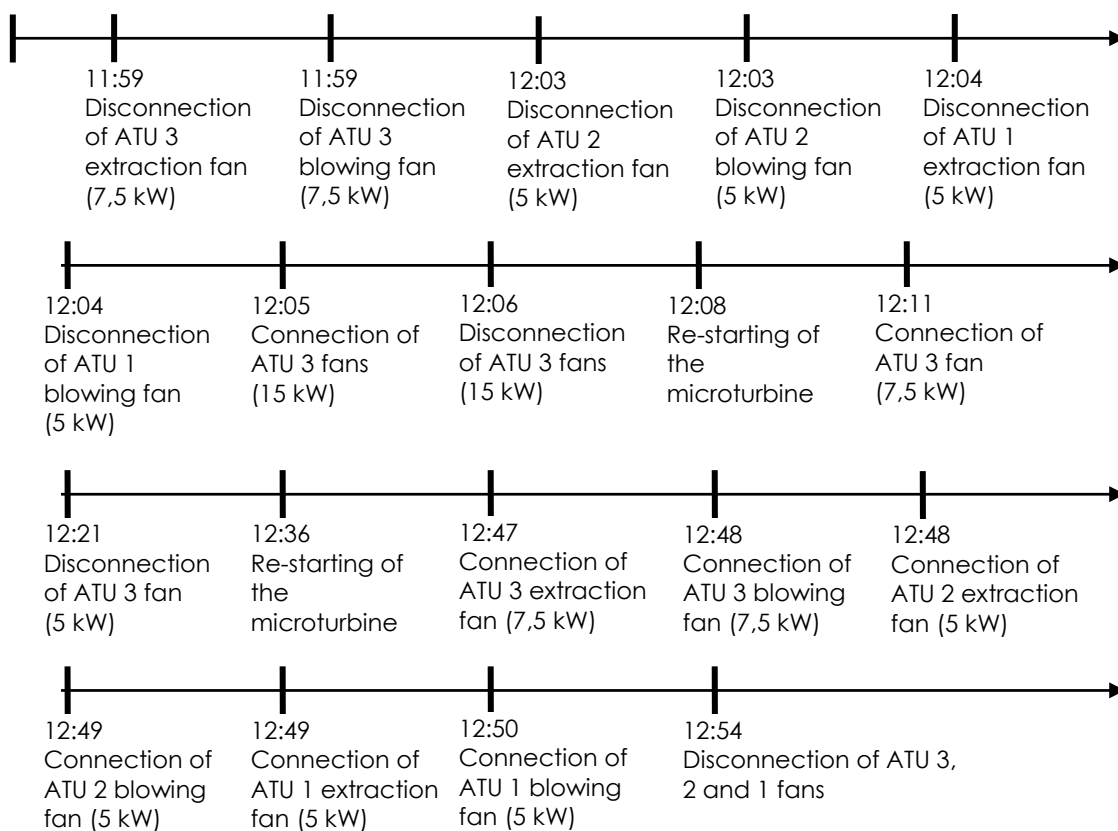 11:59
Disconnection
of ATU 3
extraction fan
(7,5 kW)
11:59
Disconnection
of ATU 3
blowing fan
(7,5 kW)
12:03
Disconnection
of ATU 2
extraction fan
(5 kW)
12:03
Disconnection
of ATU 2
blowing fan
(5 kW)
12:04
Disconnection
of ATU 1
extraction fan
(5 kW)
12:04
Disconnection
of ATU 1
blowing fan
(5 kW)
12:05
Connection of
ATU 3 fans
(15 kW)
12:06
Disconnection
of ATU 3 fans
(15 kW)
12:08
Re-starting of
the
microturbine
12:11
Connection of
ATU 3 fan
(7,5 kW)
12:21
Disconnection
of ATU 3 fan
(5 kW)
12:36
Re-starting of
the
microturbine
12:47
Connection of
ATU 3 extraction
fan (7,5 kW)
12:48
Connection of
ATU 3 blowing
fan (7,5 kW)
12:48
Connection of
ATU 2 extraction
fan (5 kW)
12:49
Connection of
ATU 2 blowing
fan (5 kW)
12:49
Connection of
ATU 1 extraction
fan (5 kW)
12:50
Connection of
ATU 1 blowing
fan (5 kW)
12:54
Disconnection of ATU 3,
2 and 1 fans